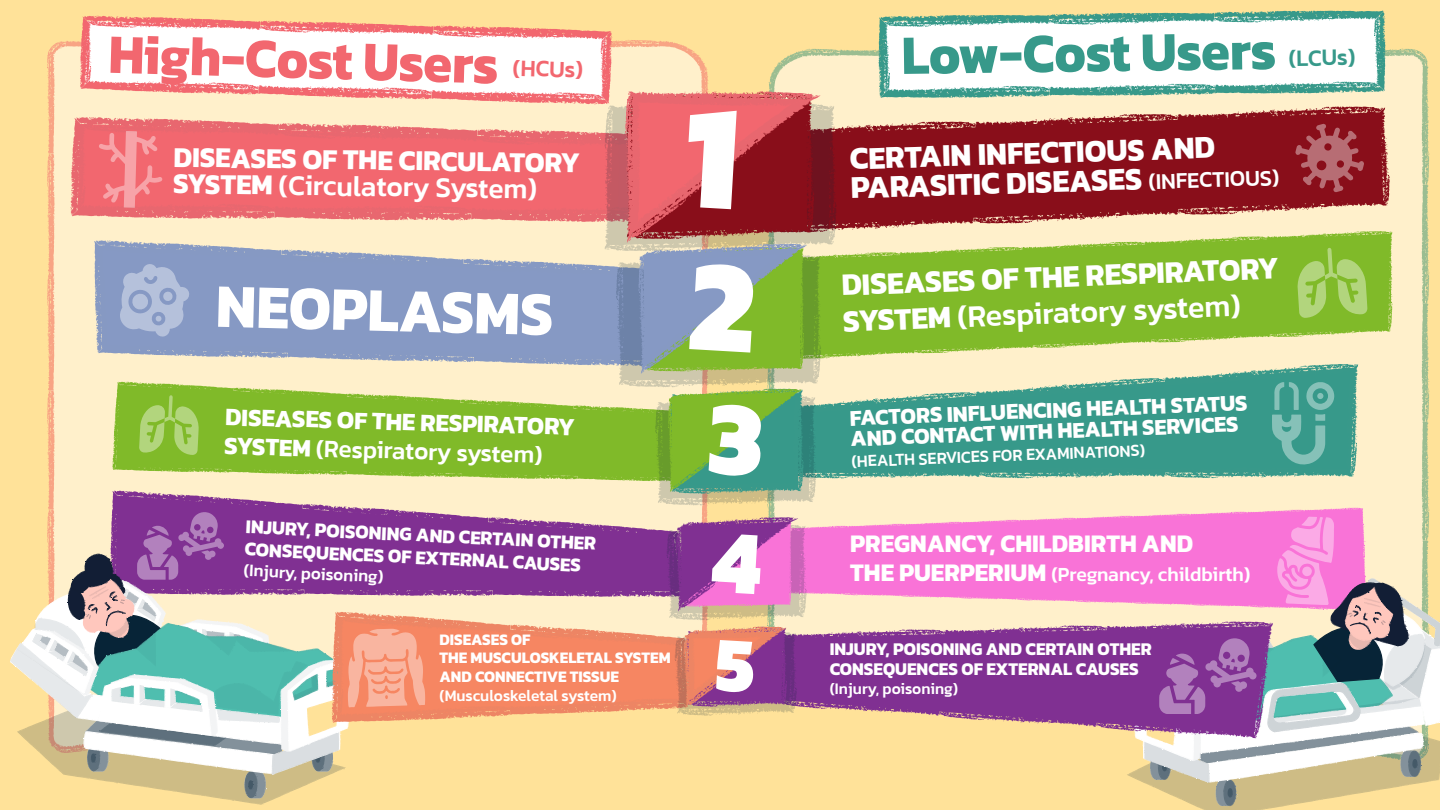 High-Cost Users (HCUs)
Low-Cost Users (LCUs)
1
DISEASES OF THE CIRCULATORY
SYSTEM (Circulatory System)
CERTAIN INFECTIOUS AND
PARASITIC DISEASES (INFECTIOUS)
2
NEOPLASMS
DISEASES OF THE RESPIRATORY
SYSTEM (Respiratory system)
3
DISEASES OF THE RESPIRATORY
SYSTEM (Respiratory system)
FACTORS INFLUENCING HEALTH STATUS
AND CONTACT WITH HEALTH SERVICES
(HEALTH SERVICES FOR EXAMINATIONS)
4
INJURY, POISONING AND CERTAIN OTHER
CONSEQUENCES OF EXTERNAL CAUSES
(Injury, poisoning)
PREGNANCY, CHILDBIRTH AND
THE PUERPERIUM (Pregnancy, childbirth)
5
DISEASES OF
THE MUSCULOSKELETAL SYSTEM
AND CONNECTIVE TISSUE
(Musculoskeletal system)
INJURY, POISONING AND CERTAIN OTHER
CONSEQUENCES OF EXTERNAL CAUSES
(Injury, poisoning)